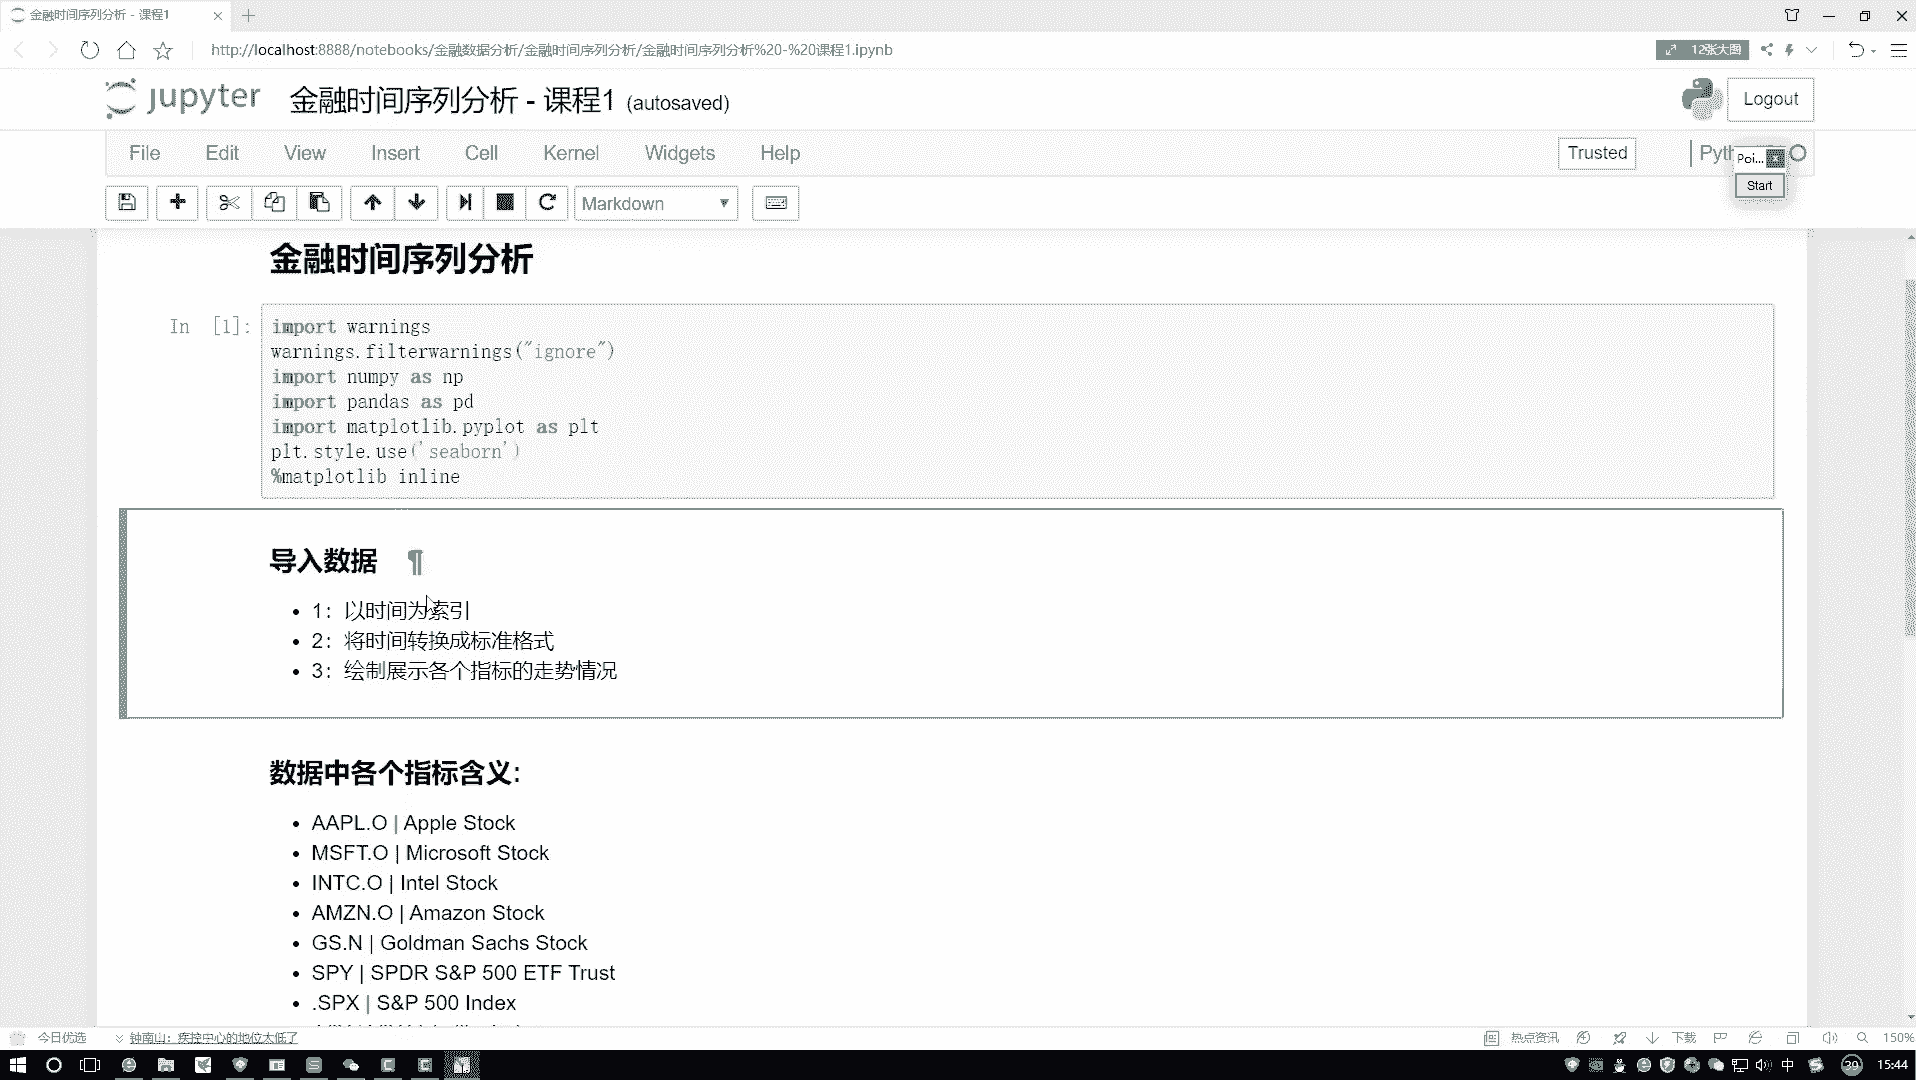 金融时间序列分析 - 课程1
http://localhost:8888/notebooks/金融数据分析/金融时间序列分析/金融时间序列分析%20-%20课程1.ipynb
12张大图
jupyter 金融时间序列分析 - 课程1 (autosaved)
Logout
File Edit View Insert Cell Kernel Widgets Help
Trusted
Poi...
Start
Markdown
金融时间序列分析
In [1]:
import warnings
warnings.filterwarnings("ignore")
import numpy as np
import pandas as pd
import matplotlib.pyplot as plt
plt.style.use('seaborn')
%matplotlib inline
导入数据 ¶
1：以时间为索引
2：将时间转换成标准格式
3：绘制展示各个指标的走势情况
数据中各个指标含义:
AAPL.O | Apple Stock
MSFT.O | Microsoft Stock
INTC.O | Intel Stock
AMZN.O | Amazon Stock
GS.N | Goldman Sachs Stock
SPY | SPDR S&P 500 ETF Trust
.SPX | S&P 500 Index
今日优选
钟南山：疾控中心的地位太低了
热点资讯
下载
150%
中
39
15:44